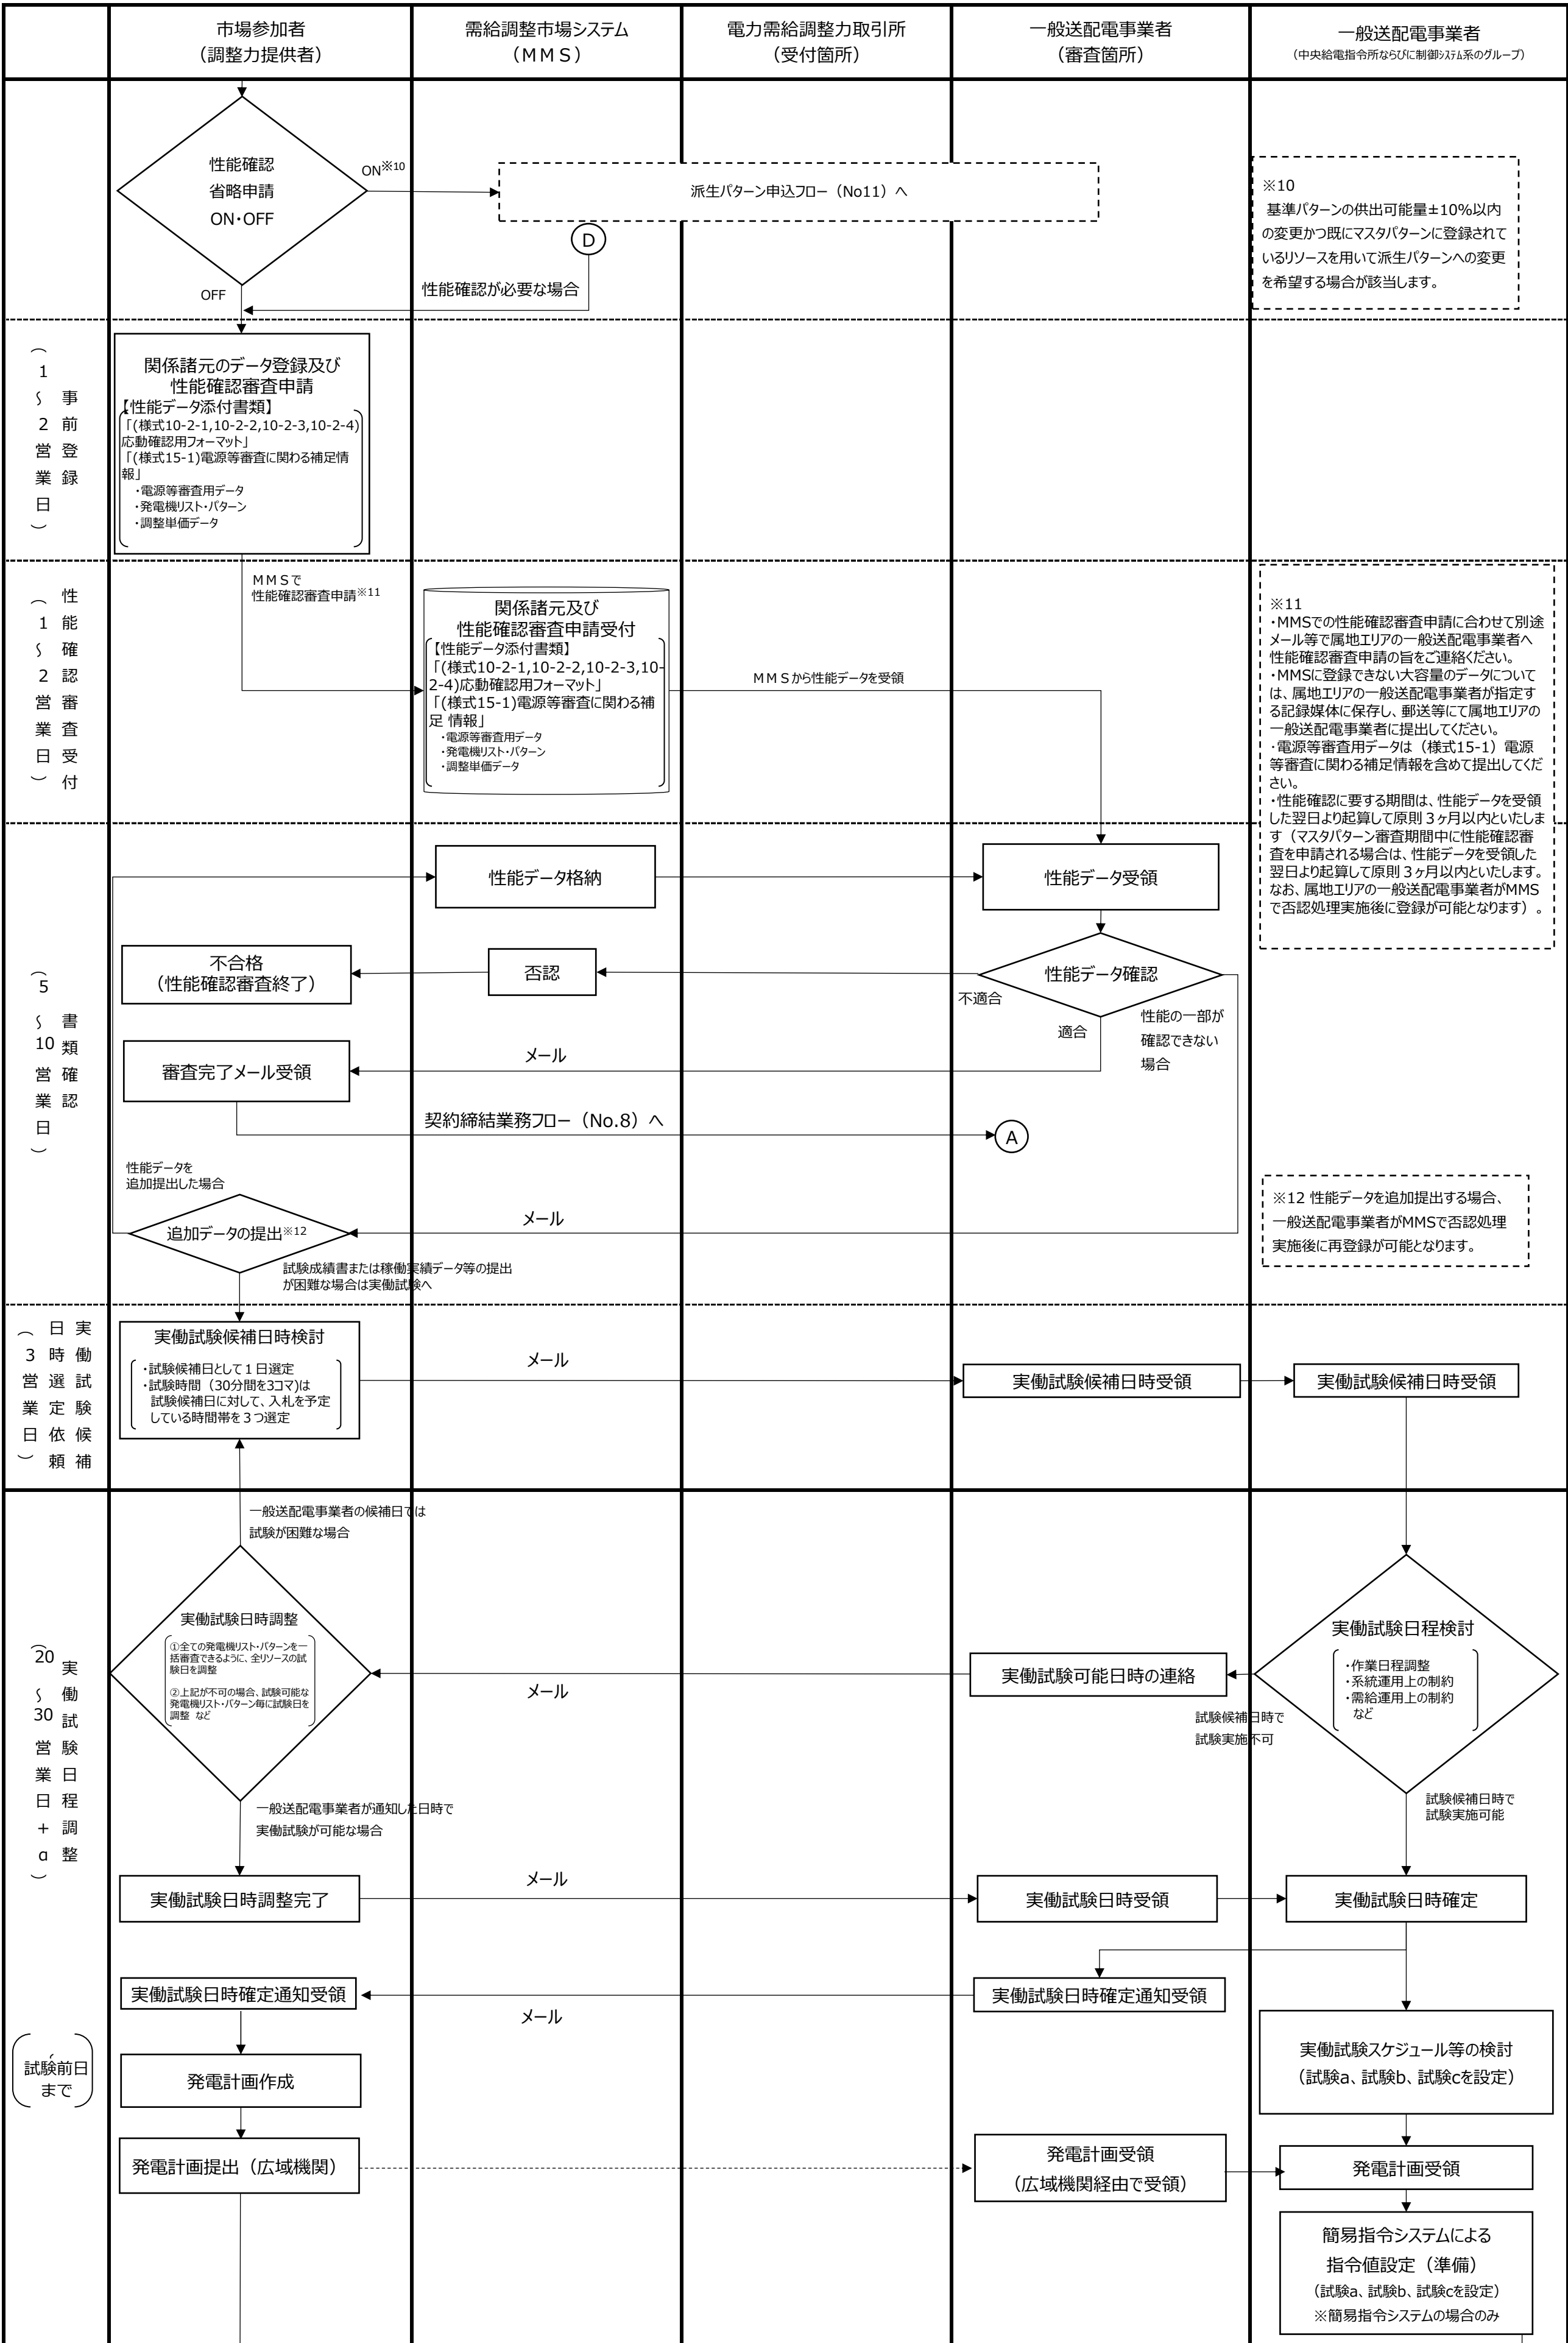 市場参加者
（調整力提供者）
需給調整市場システム
（ＭＭＳ）
電力需給調整力取引所
（受付箇所）
一般送配電事業者
（審査箇所）
一般送配電事業者
（中央給電指令所ならびに制御システム系のグループ）
性能確認
省略申請
ON・OFF
ON※10
派生パターン申込フロー（No11）へ
D
性能確認が必要な場合
OFF
※10
基準パターンの供出可能量±10%以内
の変更かつ既にマスタパターンに登録されて
いるリソースを用いて派生パターンへの変更
を希望する場合が該当します。
事前登録
（1～2営業日）
関係諸元のデータ登録及び
性能確認審査申請
【性能データ添付書類】
「(様式10-2-1,10-2-2,10-2-3,10-2-4)
応動確認用フォーマット」
「(様式15-1)電源等審査に関わる補足情
報」
・電源等審査用データ
・発電機リスト・パターン
・調整単価データ
性能確認審査受付
（1～2営業日）
ＭＭＳで
性能確認審査申請※11
関係諸元及び
性能確認審査申請受付
【性能データ添付書類】
「(様式10-2-1,10-2-2,10-2-3,10-
2-4)応動確認用フォーマット」
「(様式15-1)電源等審査に関わる補
足 情報」
・電源等審査用データ
・発電機リスト・パターン
・調整単価データ
ＭＭＳから性能データを受領
※11
・MMSでの性能確認審査申請に合わせて別途
メール等で属地エリアの一般送配電事業者へ
性能確認審査申請の旨をご連絡ください。
・MMSに登録できない大容量のデータについて
は、属地エリアの一般送配電事業者が指定す
る記録媒体に保存し、郵送等にて属地エリアの
一般送配電事業者に提出してください。
・電源等審査用データは（様式15-1）電源
等審査に関わる補足情報を含めて提出してくだ
さい。
・性能確認に要する期間は、性能データを受領
した翌日より起算して原則３ヶ月以内といたしま
す（マスタパターン審査期間中に性能確認審
査を申請される場合は、性能データを受領した
翌日より起算して原則３ヶ月以内といたします。
なお、属地エリアの一般送配電事業者がMMS
で否認処理実施後に登録が可能となります）。
書類確認
（5～10営業日）
性能データ格納
性能データ受領
不合格
（性能確認審査終了）
否認
性能データ確認
不適合
適合
性能の一部が
確認できない
場合
審査完了メール受領
メール
契約締結業務フロー（No.8）へ
A
性能データを
追加提出した場合
追加データの提出※12
メール
試験成績書または稼働実績データ等の提出
が困難な場合は実働試験へ
※12 性能データを追加提出する場合、
一般送配電事業者がMMSで否認処理
実施後に再登録が可能となります。
実働試験候補
日時選定依頼
（3営業日）
実働試験候補日時検討
・試験候補日として１日選定
・試験時間（30分間を3コマ)は
試験候補日に対して、入札を予定
している時間帯を３つ選定
メール
実働試験候補日時受領
実働試験候補日時受領
実働試験日程調整
（20～30営業日+α）
一般送配電事業者の候補日では
試験が困難な場合
実働試験日時調整
①全ての発電機リスト・パターンを一
括審査できるように、全リソースの試
験日を調整
②上記が不可の場合、試験可能な
発電機リスト・パターン毎に試験日を
調整 など
メール
実働試験可能日時の連絡
実働試験日程検討
・作業日程調整
・系統運用上の制約
・需給運用上の制約
など
試験候補日時で
試験実施不可
一般送配電事業者が通知した日時で
実働試験が可能な場合
試験候補日時で
試験実施可能
実働試験日時調整完了
メール
実働試験日時受領
実働試験日時確定
実働試験日時確定通知受領
メール
実働試験日時確定通知受領
試験前日
まで
発電計画作成
実働試験スケジュール等の検討
（試験a、試験b、試験cを設定）
発電計画提出（広域機関）
発電計画受領
（広域機関経由で受領）
発電計画受領
簡易指令システムによる
指令値設定（準備）
（試験a、試験b、試験cを設定）
※簡易指令システムの場合のみ